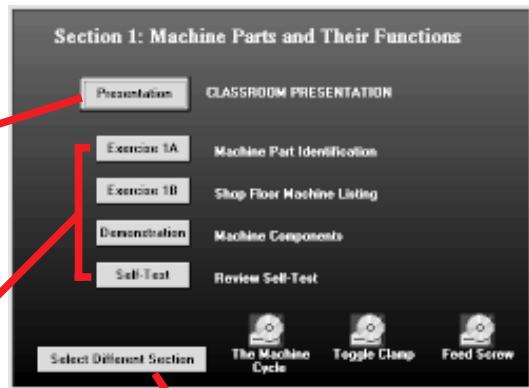 Section 1: Machine Parts and Their Functions
Presentation CLASSROOM PRESENTATION
Exercise 1A Machine Part Identification
Exercise 1B Shop Floor Machine Listing
Demonstration Machine Components
Self-Test Review Self-Test
Select Different Section
The Machine Cycle
Toggle Clamp
Feed Screw